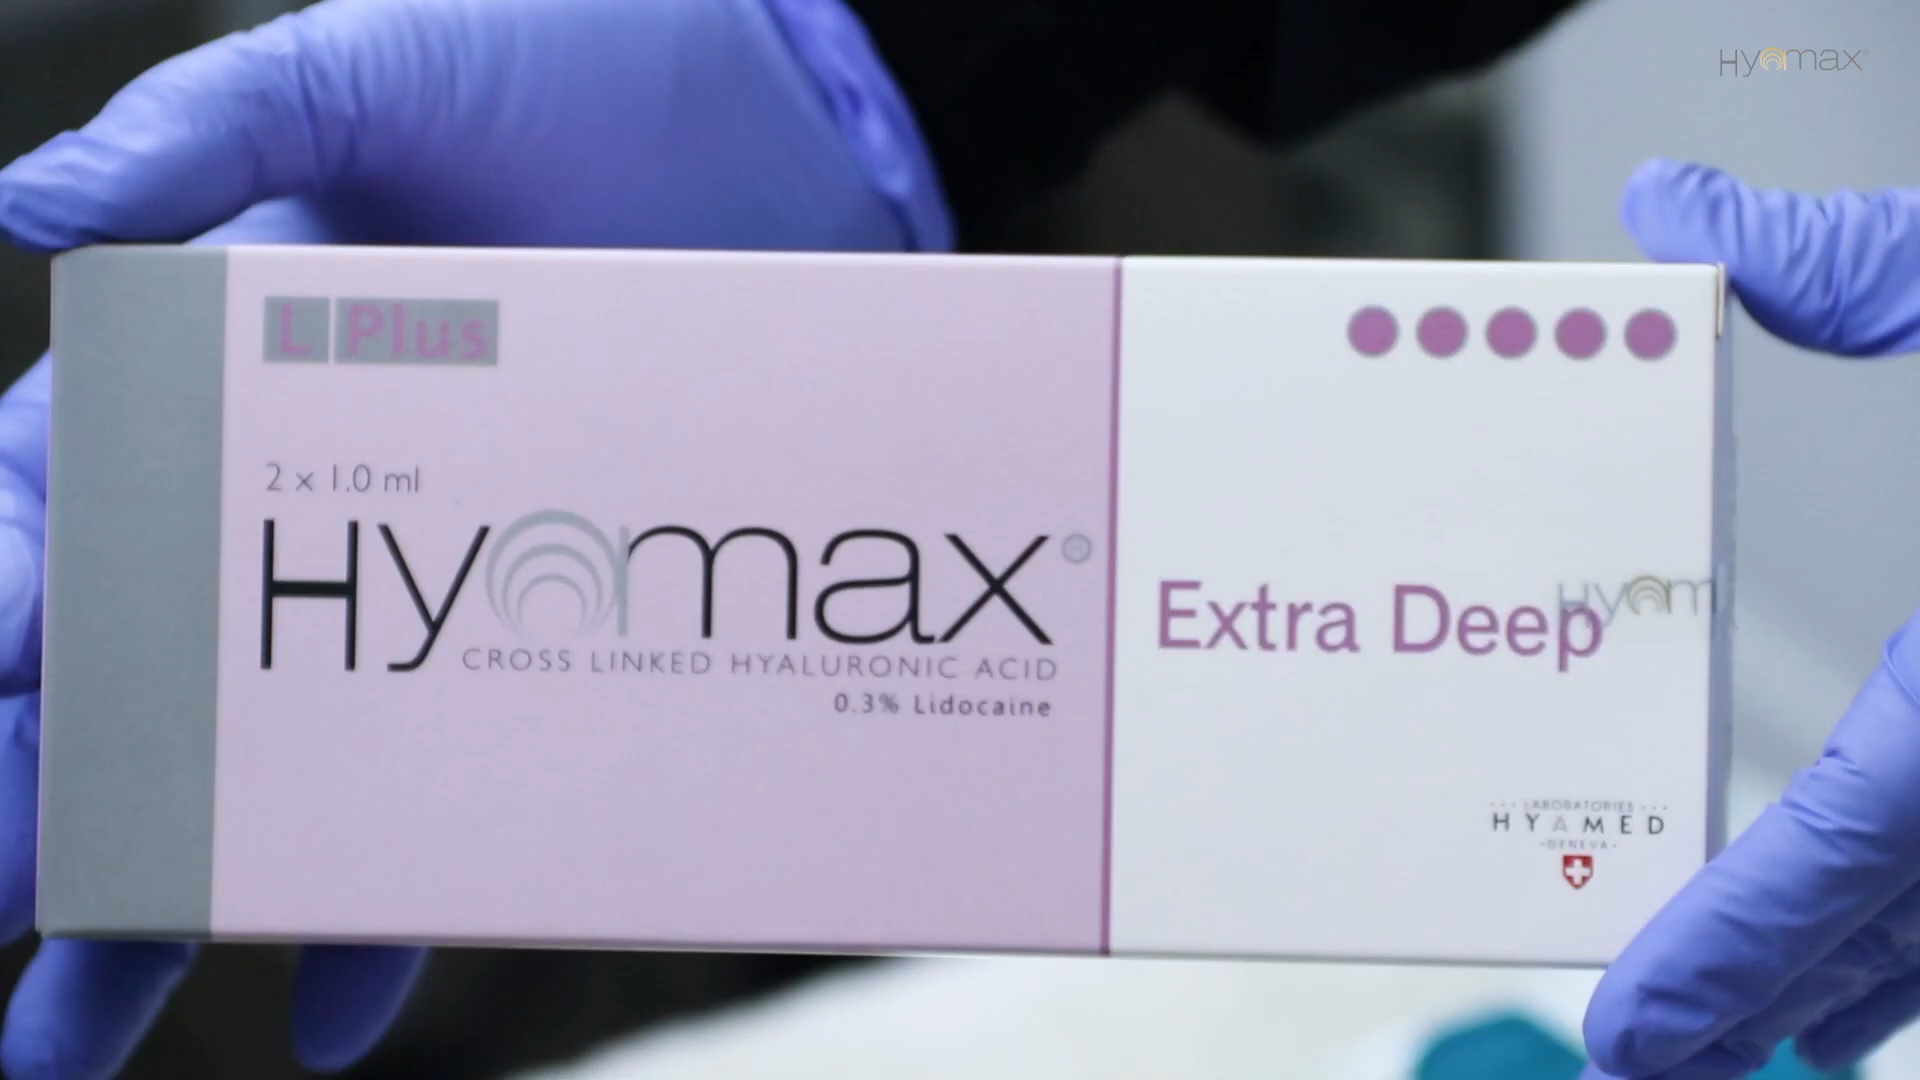 Hyamax®
L Plus
2 x 1.0 ml
Hyamax®
CROSS LINKED HYALURONIC ACID
0.3% Lidocaine
Extra Deep
Hyam
LABORATORIES
HYAMED
GENEVA